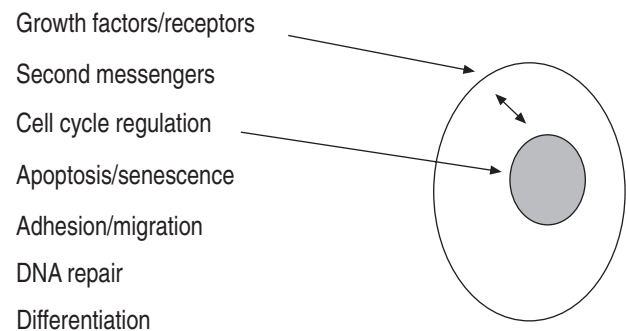 Growth factors/receptors
Second messengers
Cell cycle regulation
Apoptosis/senescence
Adhesion/migration
DNA repair
Differentiation